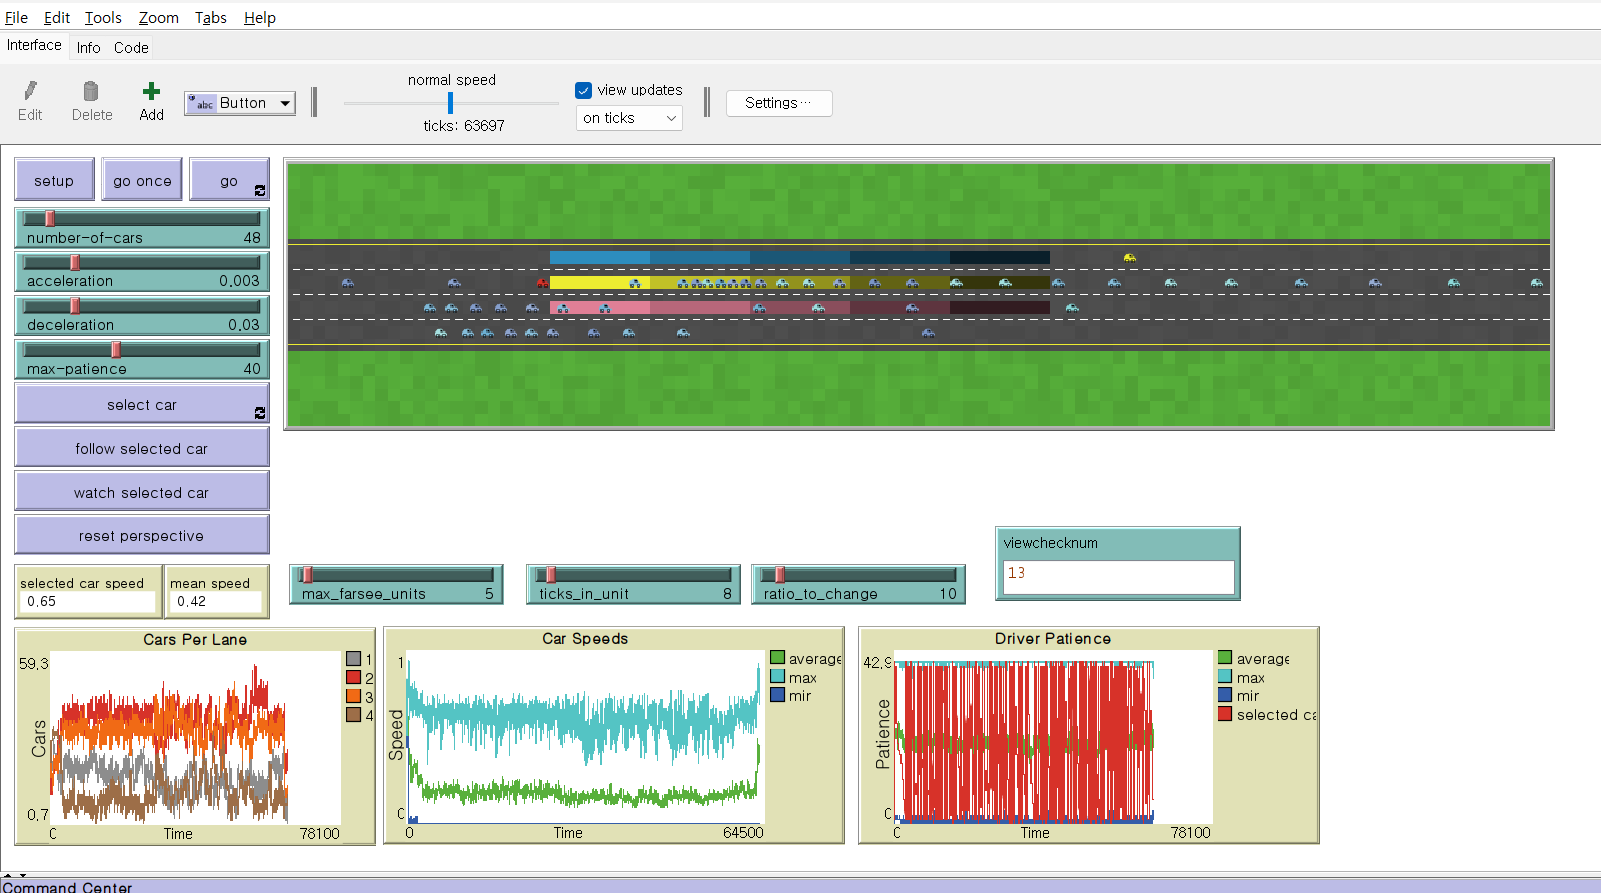 File Edit Tools Zoom Tabs Help
Interface Info Code
normal speed
view updates
Edit Delete Add
abc Button
on ticks
Settings...
ticks: 63697
setup go once go
number-of-cars 48
acceleration 0.003
deceleration 0.03
max-patience 40
select car
follow selected car
watch selected car
reset perspective
selected car speed
0.65
mean speed
0.42
max_farsee_units 5
ticks_in_unit 8
ratio_to_change 10
viewchecknum
13
Cars Per Lane
59.3
Cars
0.7
0
Time
78100
1
2
3
4
Car Speeds
1
Speed
0
0
Time
64500
average
max
mir
Driver Patience
42.9
Patience
0
0
Time
78100
average
max
mir
selected ca
Command Center